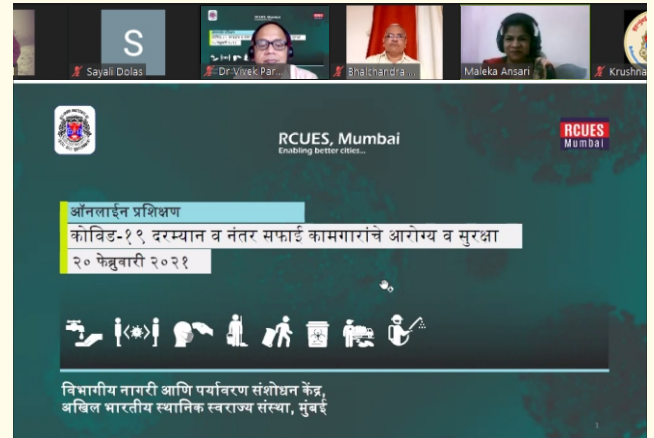 S
Sayali Dolas
Dr Vivek Par...
Bhalchandra ...
Maleka Ansari
Krushna
RCUES, Mumbai
Enabling better cities...
RCUES
Mumbai
ऑनलाईन प्रशिक्षण
कोविड-१९ दरम्यान व नंतर सफाई कामगारांचे आरोग्य व सुरक्षा
२० फेब्रुवारी २०२१
विभागीय नागरी आणि पर्यावरण संशोधन केंद्र,
अखिल भारतीय स्थानिक स्वराज्य संस्था, मुंबई
1